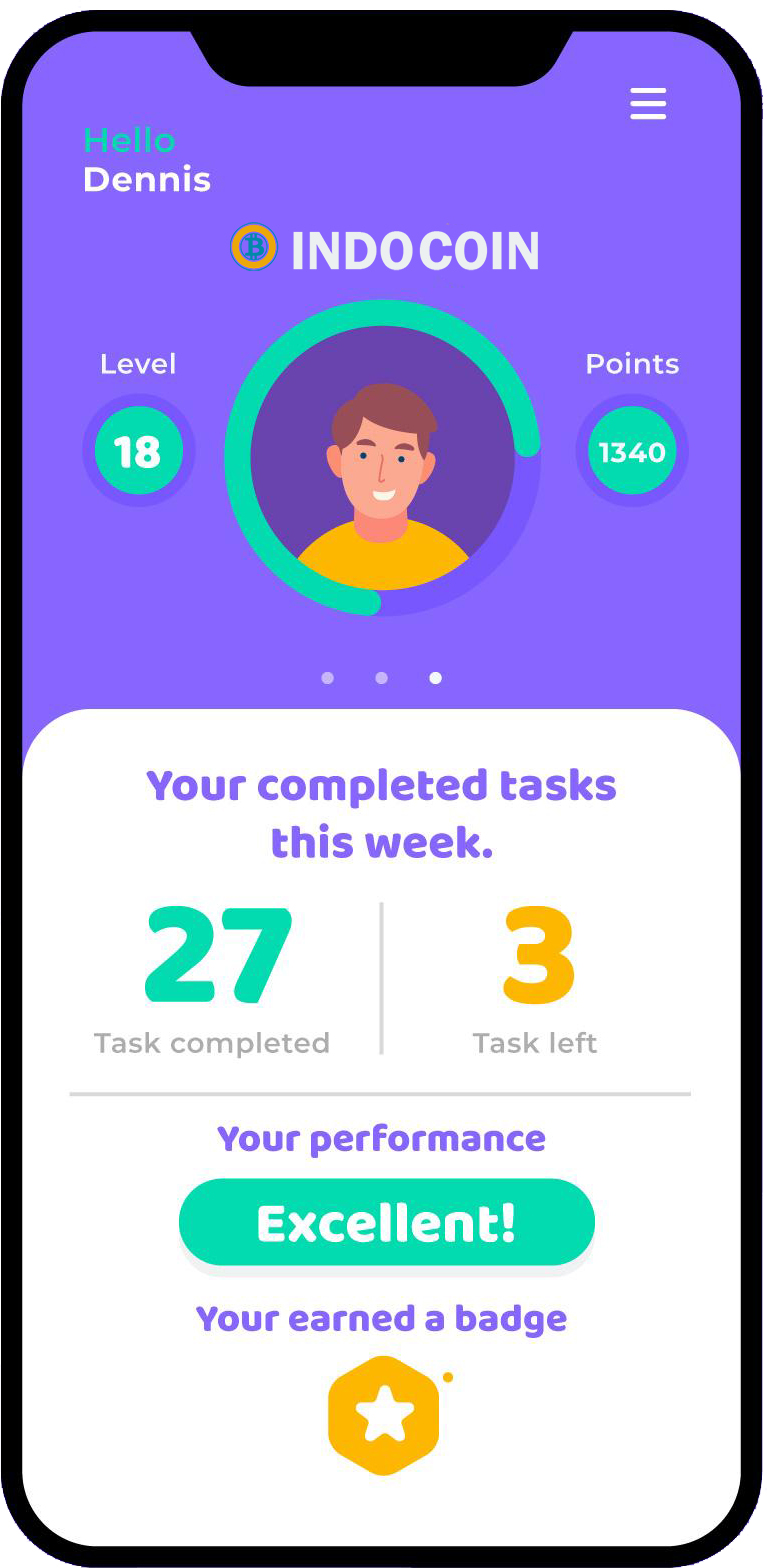 Hello
Dennis
INDOCOIN
Level
Points
18
1340
Your completed tasks
this week.
27
3
Task completed
Task left
Your performance
Excellent!
Your earned a badge